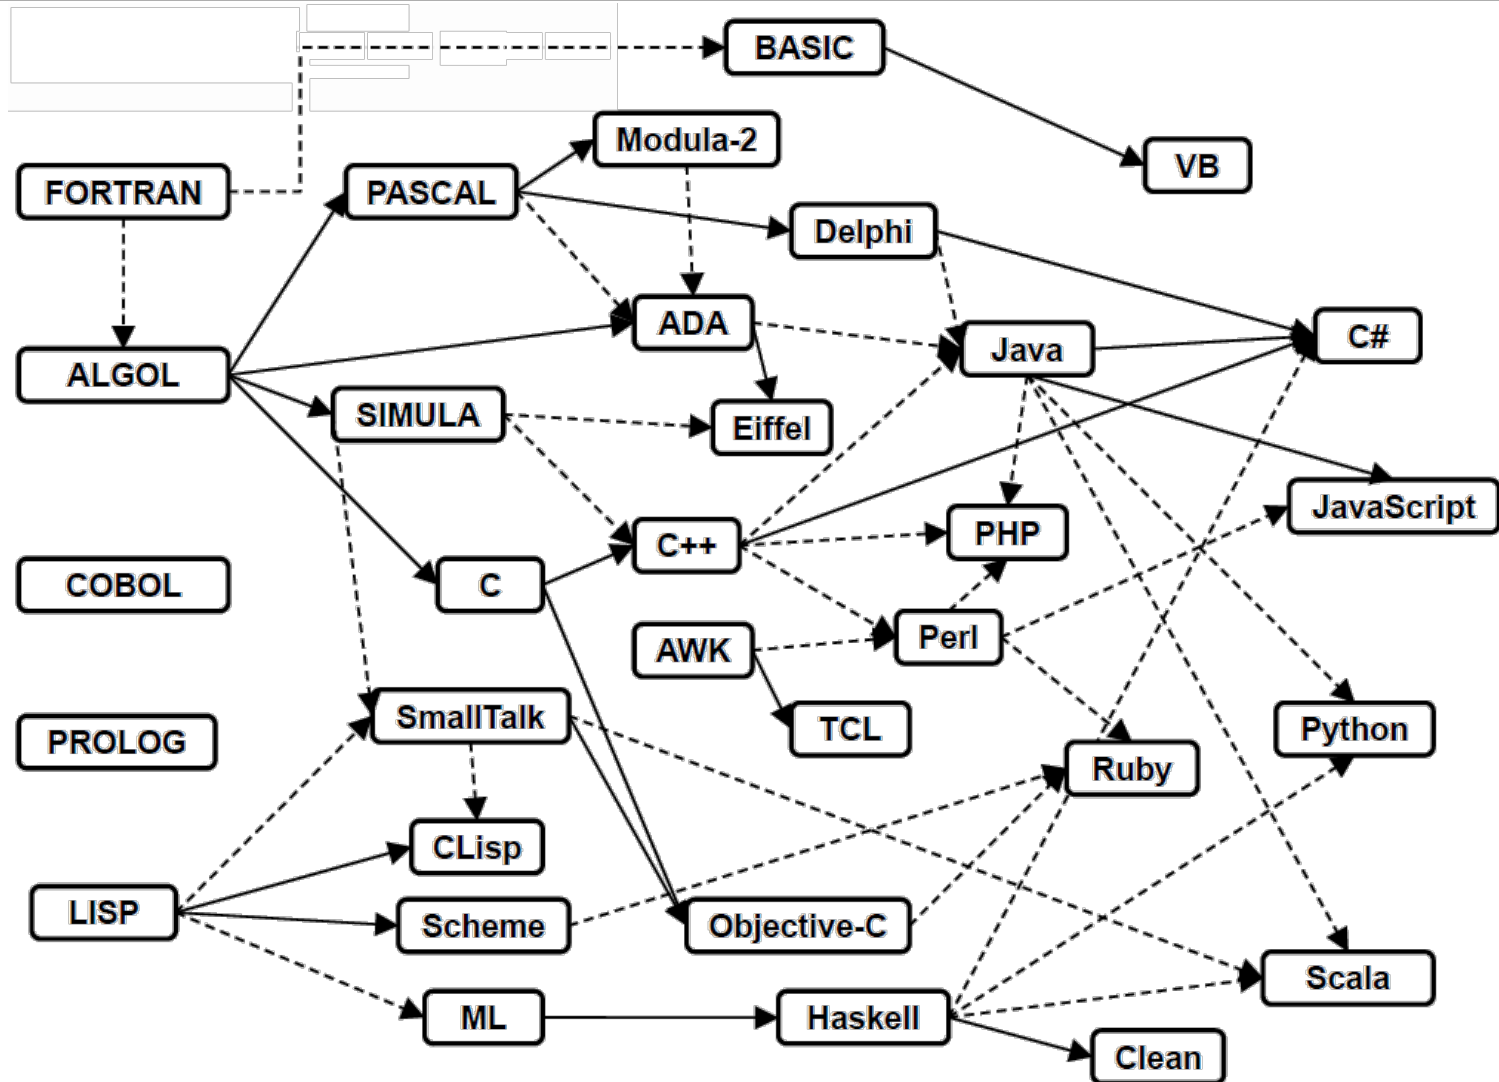 BASIC
Modula-2
VB
FORTRAN
PASCAL
Delphi
ADA
Java
C#
ALGOL
SIMULA
Eiffel
JavaScript
C++
PHP
COBOL
C
AWK
Perl
SmallTalk
TCL
Python
PROLOG
Ruby
CLisp
LISP
Scheme
Objective-C
Scala
ML
Haskell
Clean